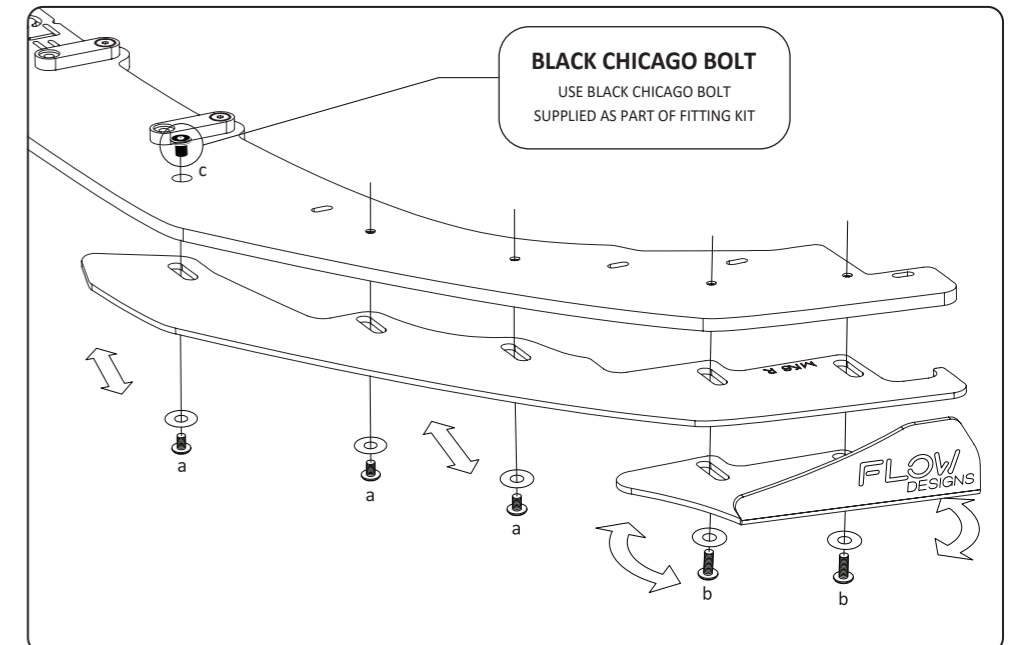 BLACK CHICAGO BOLT
USE BLACK CHICAGO BOLT
SUPPLIED AS PART OF FITTING KIT
c
FLOW
DESIGNS
a
a
a
b
b